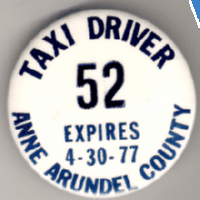 TAXI DRIVER
52
EXPIRES
4-30-77
ANNE ARUNDEL COUNTY